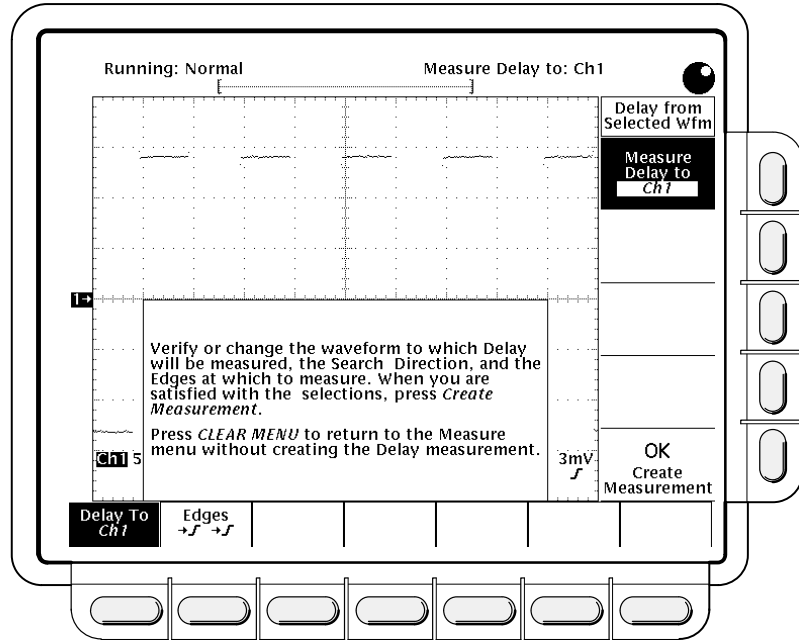 Running: Normal
Measure Delay to: Ch1
Delay from
Selected Wfm
Measure
Delay to
Ch1
1
Verify or change the waveform to which Delay
will be measured, the Search Direction, and the
Edges at which to measure. When you are
satisfied with the selections, press Create
Measurement.
Press CLEAR MENU to return to the Measure
menu without creating the Delay measurement.
Ch1 5
3mV
OK
Create
Measurement
Delay To
Ch1
Edges